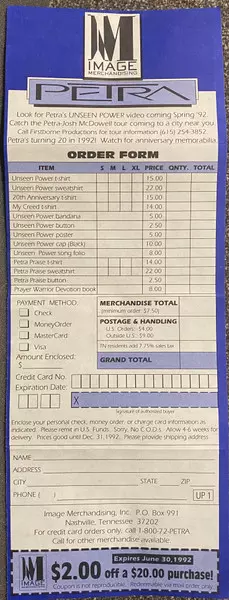 M
IMAGE
MERCHANDISING
PETRA
Look for Petra's UNSEEN POWER video coming Spring '92.
Catch the Petra-Josh McDowell tour coming to a city near you.
Call Firstborne Productions for tour information (615) 254-3852.
Petra's turning 20 in 1992! Watch for anniversary memorabilia.
ORDER FORM
ITEM S M L XL PRICE QNTY. TOTAL
Unseen Power t-shirt 15.00
Unseen Power sweatshirt 22.00
20th Anniversary t-shirt 15.00
My Creed t-shirt 14.00
Unseen Power bandana 5.00
Unseen Power button 2.50
Unseen Power poster 5.00
Unseen Power cap (Black) 10.00
Unseen Power song folio 8.00
Petra Praise t-shirt 14.00
Petra Praise sweatshirt 22.00
Petra Praise button 2.50
Prayer Warrior Devotion book 8.00
PAYMENT METHOD: MERCHANDISE TOTAL
(minimum order $7.50)
Check
POSTAGE & HANDLING
MoneyOrder
U.S. Orders: $4.00
Outside U.S. $9.00
MasterCard
TN residents add 7.75% sales tax
Visa
Amount Enclosed: GRAND TOTAL
$
Credit Card No.
Expiration Date:
X
signature of authorized buyer
Enclose your personal check, money order, or charge card information as
indicated. Please remit in U.S. Funds. Sorry, No C.O.D.s. Allow 4-6 weeks for
delivery. Prices good until Dec. 31, 1992. Please provide shipping address
NAME
ADDRESS
CITY STATE ZIP
PHONE ( ) UP 1
Image Merchandising, Inc. P.O. Box 991
Nashville, Tennessee 37202
For credit card orders only, call 1-800-72-PETRA
Call for other merchandise available.
M
IMAGE
Expires June 30, 1992
$2.00 off a $20.00 purchase!
Coupon is not reproducible. Redeemable via mail order only.